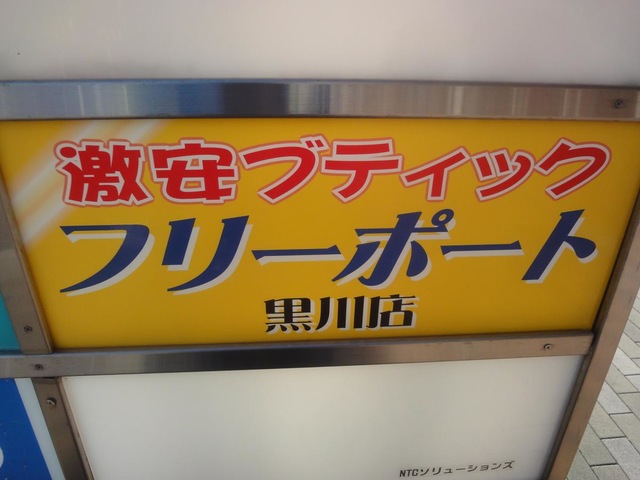 激安ブティック
フリーポート
黒川店
NTCソリューションズ